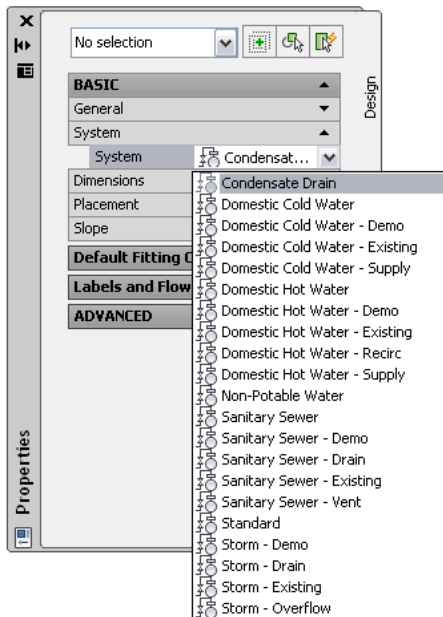 No selection
Design
BASIC
General
System
System Condensat...
Dimensions
Placement
Slope
Default Fitting C
Labels and Flow
ADVANCED
Condensate Drain
Domestic Cold Water
Domestic Cold Water - Demo
Domestic Cold Water - Existing
Domestic Cold Water - Supply
Domestic Hot Water
Domestic Hot Water - Demo
Domestic Hot Water - Existing
Domestic Hot Water - Recirc
Domestic Hot Water - Supply
Non-Potable Water
Sanitary Sewer
Sanitary Sewer - Demo
Sanitary Sewer - Drain
Sanitary Sewer - Existing
Sanitary Sewer - Vent
Standard
Storm - Demo
Storm - Drain
Storm - Existing
Storm - Overflow
Properties